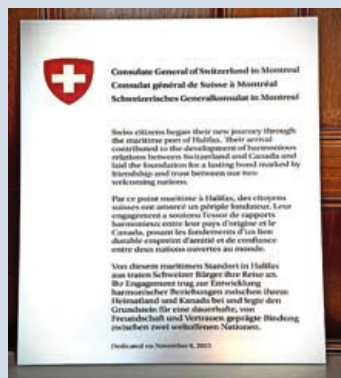 Consulate General of Switzerland in Montreal
Consulat général de Suisse à Montréal
Schweizerisches Generalkonsulat in Montreal
Swiss citizens began their new journey through
the maritime port of Halifax. Their arrival
contributed to the development of harmonious
relations between Switzerland and Canada and
laid the foundation for a lasting bond marked by
friendship and trust between our two
welcoming nations.
Par ce point maritime à Halifax, des citoyens
suisses ont amorcé un périple fondateur. Leur
engagement a soutenu l'essor de rapports
harmonieux entre leur pays d'origine et le
Canada, posant les fondements d'un lien
durable empreint d'amitié et de confiance
entre deux nations ouvertes au monde.
Von diesem maritimen Standort in Halifax
aus traten Schweizer Bürger ihre Reise an.
Ihr Engagement trug zur Entwicklung
harmonischer Beziehungen zwischen ihrem
Heimatland und Kanada bei und legte den
Grundstein für eine dauerhafte, von
Freundschaft und Vertrauen geprägte Bindung
zwischen zwei weltoffenen Nationen.
Dedicated on November 6,